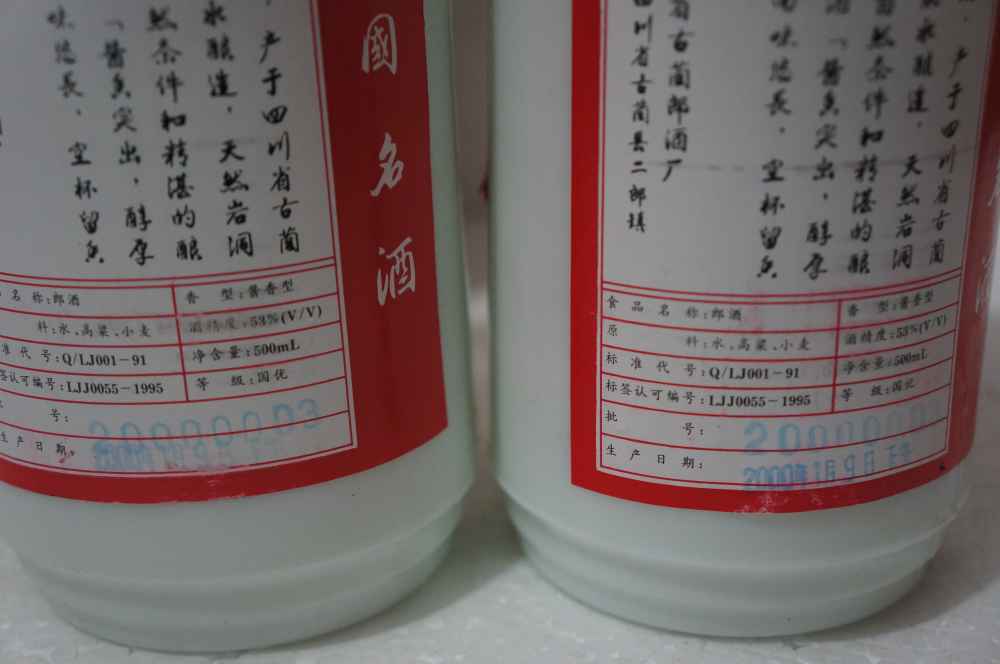 國名酒
产于四川省古蔺
水酿造，天然岩洞
然条件和精湛的酿
「酱香突出，醇厚
味悠长，空杯留香
名 称:郎酒
香 型:酱香型
料:水、高粱、小麦
酒精度:53%(V/V)
准 代 号:Q/LJ001-91
净含量:500mL
签认可编号:LJJ0055-1995
等 级:国优
号:
20000003
生 产 日 期:
产于四川省古蔺
水酿造，天然岩洞
然条件和精湛的酿
「酱香突出，醇厚
味悠长，空杯留香
古蔺郎酒厂
四川省古蔺县二郎镇
食 品 名 称:郎酒
香 型:酱香型
原 料:水、高粱、小麦
酒精度:53%(V/V)
标 准 代 号:Q/LJ001-91
净含量:500mL
标签认可编号:LJJ0055-1995
等 级:国优
批 号:
生 产 日 期:
2000年1月9日